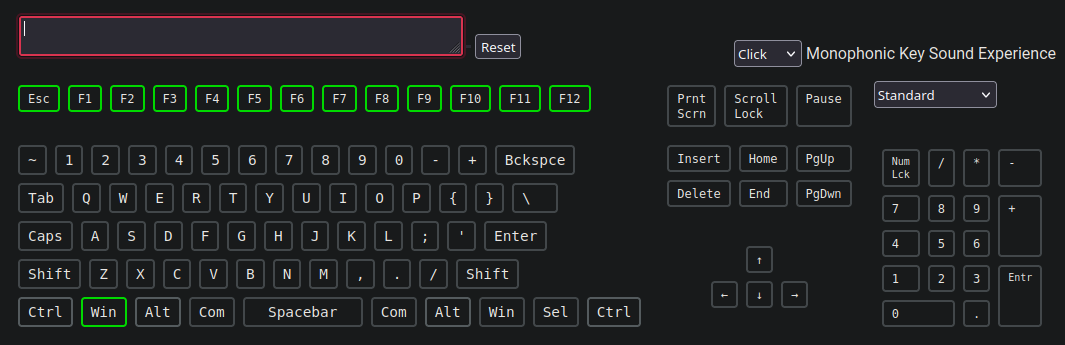 Reset
Click Monophonic Key Sound Experience
Standard
Esc F1 F2 F3 F4 F5 F6 F7 F8 F9 F10 F11 F12
Prnt Scrn
Scroll Lock
Pause
~ 1 2 3 4 5 6 7 8 9 0 - + Bckspce
Tab Q W E R T Y U I O P { } \
Caps A S D F G H J K L ; ' Enter
Shift Z X C V B N M , . / Shift
Ctrl Win Alt Com Spacebar Com Alt Win Sel Ctrl
Insert Home PgUp
Delete End PgDwn
↑
← ↓ →
Num Lck / * -
7 8 9 +
4 5 6
1 2 3 Entr
0 .